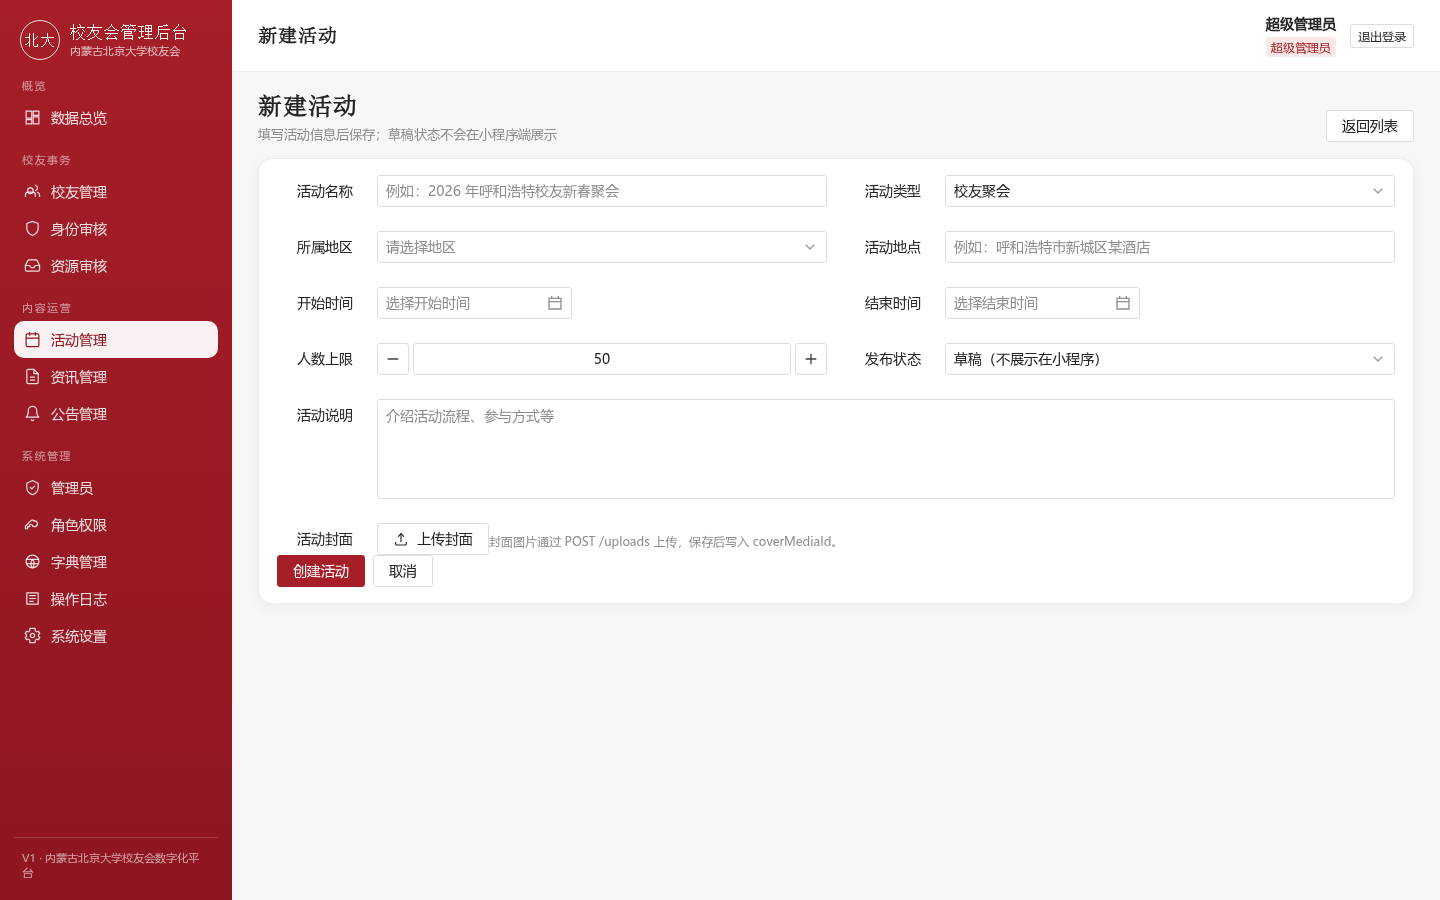 北大
校友会管理后台
内蒙古北京大学校友会
概览
数据总览
校友事务
校友管理
身份审核
资源审核
内容运营
活动管理
资讯管理
公告管理
系统管理
管理员
角色权限
字典管理
操作日志
系统设置
V1 · 内蒙古北京大学校友会数字化平
台
新建活动
超级管理员
超级管理员
退出登录
新建活动
填写活动信息后保存；草稿状态不会在小程序端展示
返回列表
活动名称
例如：2026 年呼和浩特校友新春聚会
活动类型
校友聚会
所属地区
请选择地区
活动地点
例如：呼和浩特市新城区某酒店
开始时间
选择开始时间
结束时间
选择结束时间
人数上限
50
发布状态
草稿（不展示在小程序）
活动说明
介绍活动流程、参与方式等
活动封面
上传封面
封面图片通过 POST /uploads 上传，保存后写入 coverMediaId。
创建活动
取消